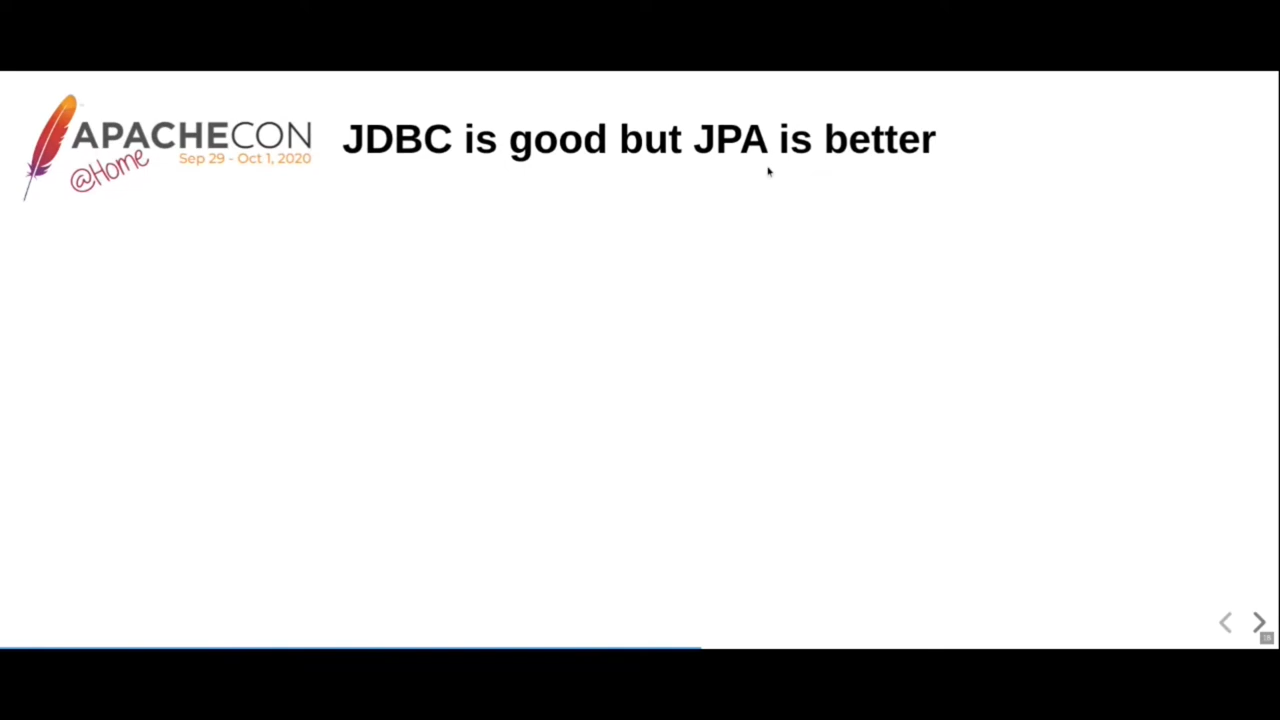 APACHECON
Sep 29 - Oct 1, 2020
@Home
JDBC is good but JPA is better